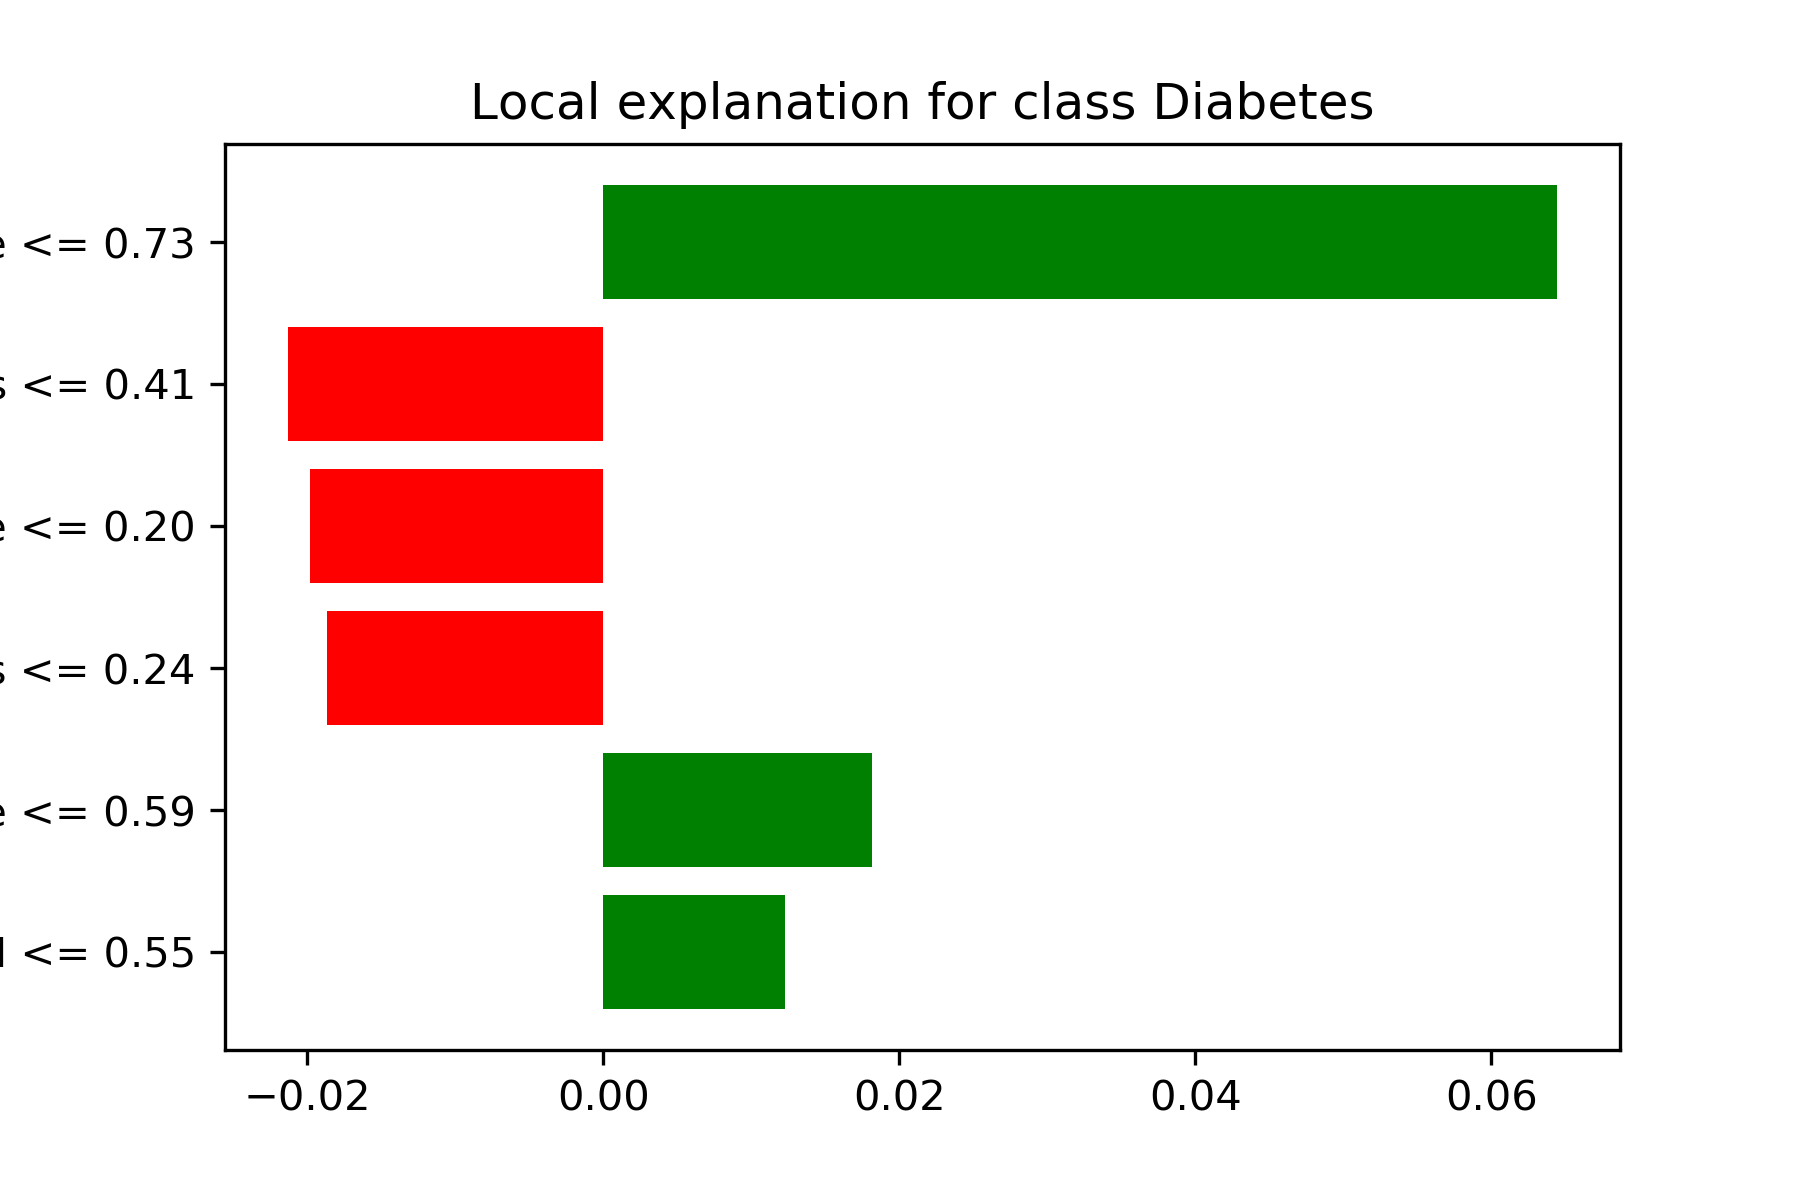 Local explanation for class Diabetes
e <= 0.73
s <= 0.41
e <= 0.20
s <= 0.24
e <= 0.59
<= 0.55
−0.02 0.00 0.02 0.04 0.06